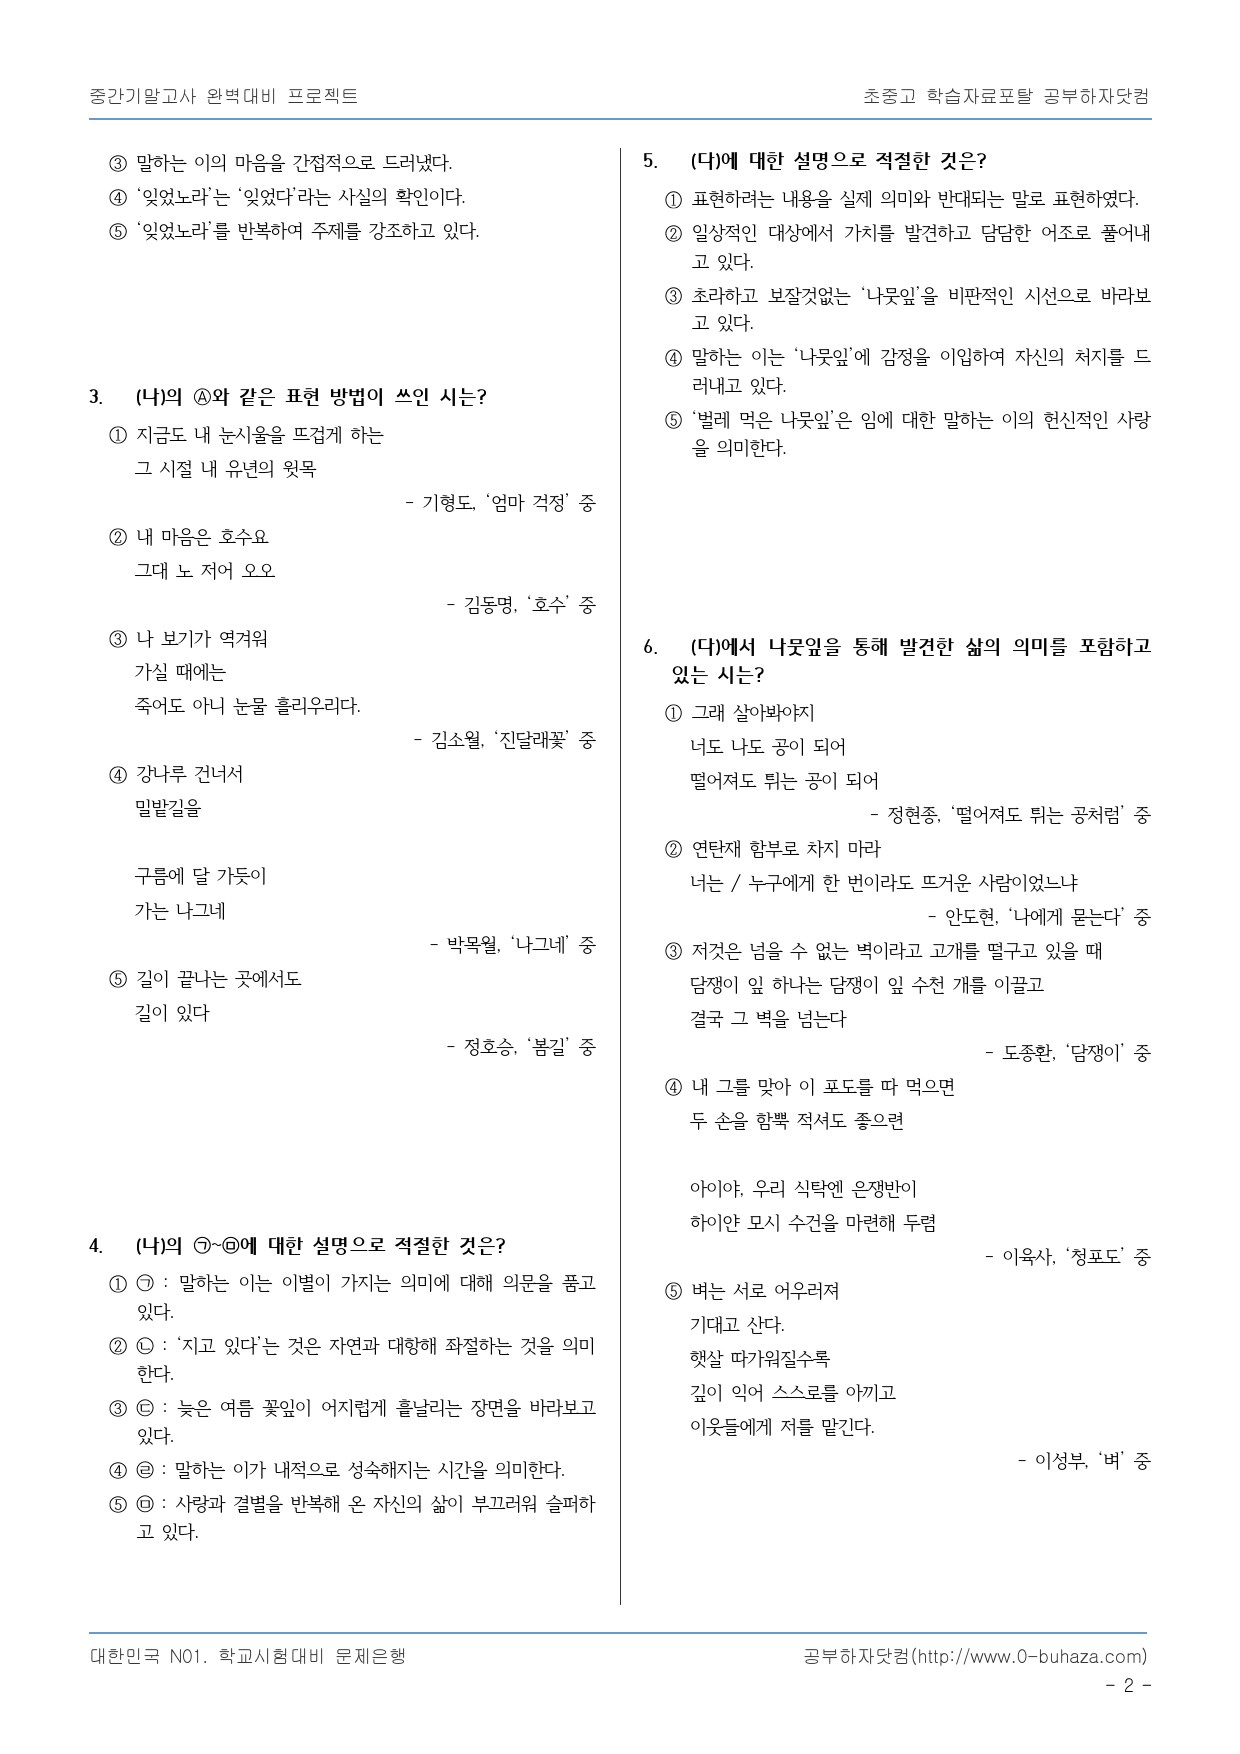 중간기말고사 완벽대비 프로젝트
초중고 학습자료포탈 공부하자닷컴
③ 말하는 이의 마음을 간접적으로 드러냈다.
④ ‘잊었노라’는 ‘잊었다’라는 사실의 확인이다.
⑤ ‘잊었노라’를 반복하여 주제를 강조하고 있다.
3. (나)의 Ⓐ와 같은 표현 방법이 쓰인 시는?
① 지금도 내 눈시울을 뜨겁게 하는
그 시절 내 유년의 윗목
- 기형도, ‘엄마 걱정’ 중
② 내 마음은 호수요
그대 노 저어 오오
- 김동명, ‘호수’ 중
③ 나 보기가 역겨워
가실 때에는
죽어도 아니 눈물 흘리우리다.
- 김소월, ‘진달래꽃’ 중
④ 강나루 건너서
밀밭길을
구름에 달 가듯이
가는 나그네
- 박목월, ‘나그네’ 중
⑤ 길이 끝나는 곳에서도
길이 있다
- 정호승, ‘봄길’ 중
4. (나)의 ㉠~㉤에 대한 설명으로 적절한 것은?
① ㉠ : 말하는 이는 이별이 가지는 의미에 대해 의문을 품고
있다.
② ㉡ : ‘지고 있다’는 것은 자연과 대항해 좌절하는 것을 의미
한다.
③ ㉢ : 늦은 여름 꽃잎이 어지럽게 흩날리는 장면을 바라보고
있다.
④ ㉣ : 말하는 이가 내적으로 성숙해지는 시간을 의미한다.
⑤ ㉤ : 사랑과 결별을 반복해 온 자신의 삶이 부끄러워 슬퍼하
고 있다.
5. (다)에 대한 설명으로 적절한 것은?
① 표현하려는 내용을 실제 의미와 반대되는 말로 표현하였다.
② 일상적인 대상에서 가치를 발견하고 담담한 어조로 풀어내
고 있다.
③ 초라하고 보잘것없는 ‘나뭇잎’을 비판적인 시선으로 바라보
고 있다.
④ 말하는 이는 ‘나뭇잎’에 감정을 이입하여 자신의 처지를 드
러내고 있다.
⑤ ‘벌레 먹은 나뭇잎’은 임에 대한 말하는 이의 헌신적인 사랑
을 의미한다.
6. (다)에서 나뭇잎을 통해 발견한 삶의 의미를 포함하고
있는 시는?
① 그래 살아봐야지
너도 나도 공이 되어
떨어져도 튀는 공이 되어
- 정현종, ‘떨어져도 튀는 공처럼’ 중
② 연탄재 함부로 차지 마라
너는 / 누구에게 한 번이라도 뜨거운 사람이었느냐
- 안도현, ‘나에게 묻는다’ 중
③ 저것은 넘을 수 없는 벽이라고 고개를 떨구고 있을 때
담쟁이 잎 하나는 담쟁이 잎 수천 개를 이끌고
결국 그 벽을 넘는다
- 도종환, ‘담쟁이’ 중
④ 내 그를 맞아 이 포도를 따 먹으면
두 손을 함뿍 적셔도 좋으련
아이야, 우리 식탁엔 은쟁반이
하이얀 모시 수건을 마련해 두렴
- 이육사, ‘청포도’ 중
⑤ 벼는 서로 어우러져
기대고 산다.
햇살 따가워질수록
깊이 익어 스스로를 아끼고
이웃들에게 저를 맡긴다.
- 이성부, ‘벼’ 중
대한민국 N01. 학교시험대비 문제은행
공부하자닷컴(http://www.0-buhaza.com)
- 2 -